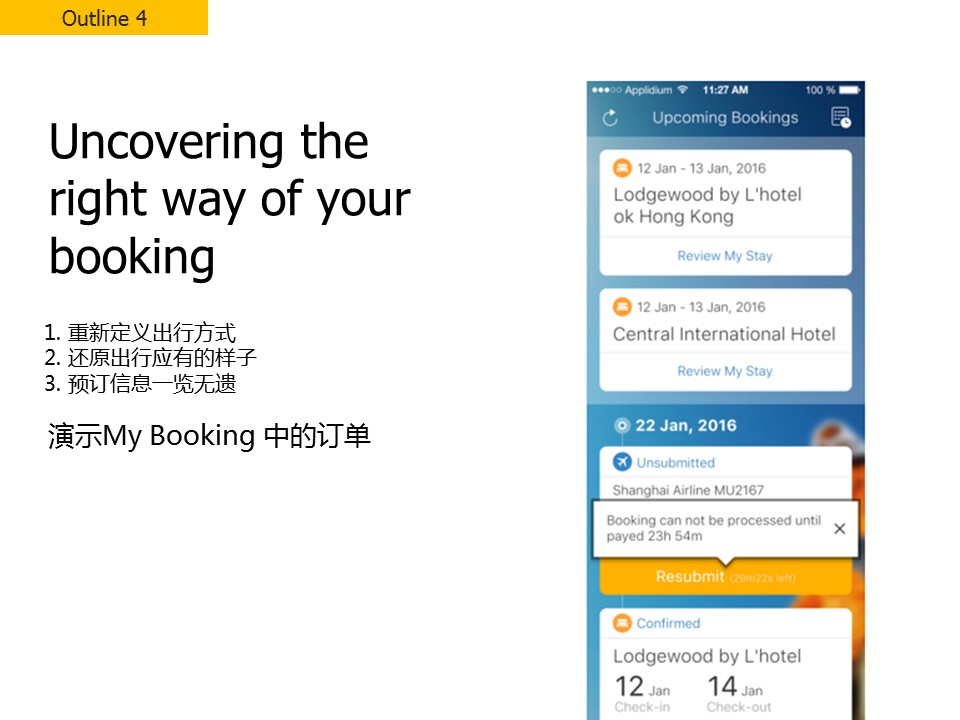 Outline 4
Uncovering the
right way of your
booking
1. 重新定义出行方式
2. 还原出行应有的样子
3. 预订信息一览无遗
演示My Booking 中的订单
Applidium 11:27 AM 100 %
Upcoming Bookings
12 Jan - 13 Jan, 2016
Lodgewood by L'hotel
ok Hong Kong
Review My Stay
12 Jan - 13 Jan, 2016
Central International Hotel
Review My Stay
22 Jan, 2016
Unsubmitted
Shanghai Airline MU2167
Booking can not be processed until
payed 23h 54m
Resubmit (29m22s left)
Confirmed
Lodgewood by L'hotel
12 Jan 14 Jan
Check-in Check-out